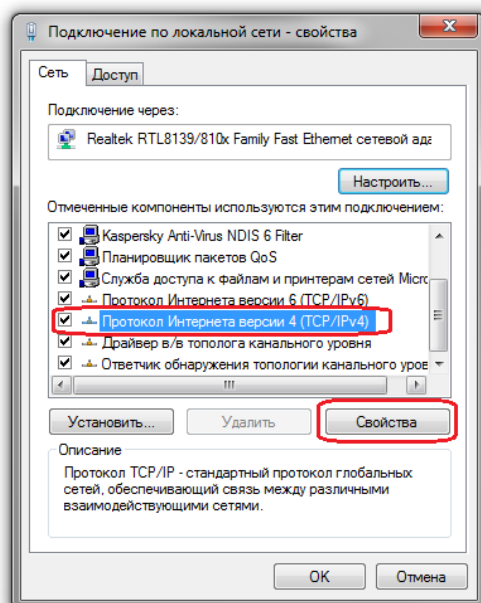 Подключение по локальной сети - свойства
Сеть
Доступ
Подключение через:
Realtek RTL8139/810x Family Fast Ethernet сетевой ада
Настроить...
Отмеченные компоненты используются этим подключением:
Kaspersky Anti-Virus NDIS 6 Filter
Планировщик пакетов QoS
Служба доступа к файлам и принтерам сетей Micro
Протокол Интернета версии 6 (TCP/IPv6)
Протокол Интернета версии 4 (TCP/IPv4)
Драйвер в/в тополога канального уровня
Ответчик обнаружения топологии канального уров
Установить...
Удалить
Свойства
Описание
Протокол TCP/IP - стандартный протокол глобальных
сетей, обеспечивающий связь между различными
взаимодействующими сетями.
OK
Отмена